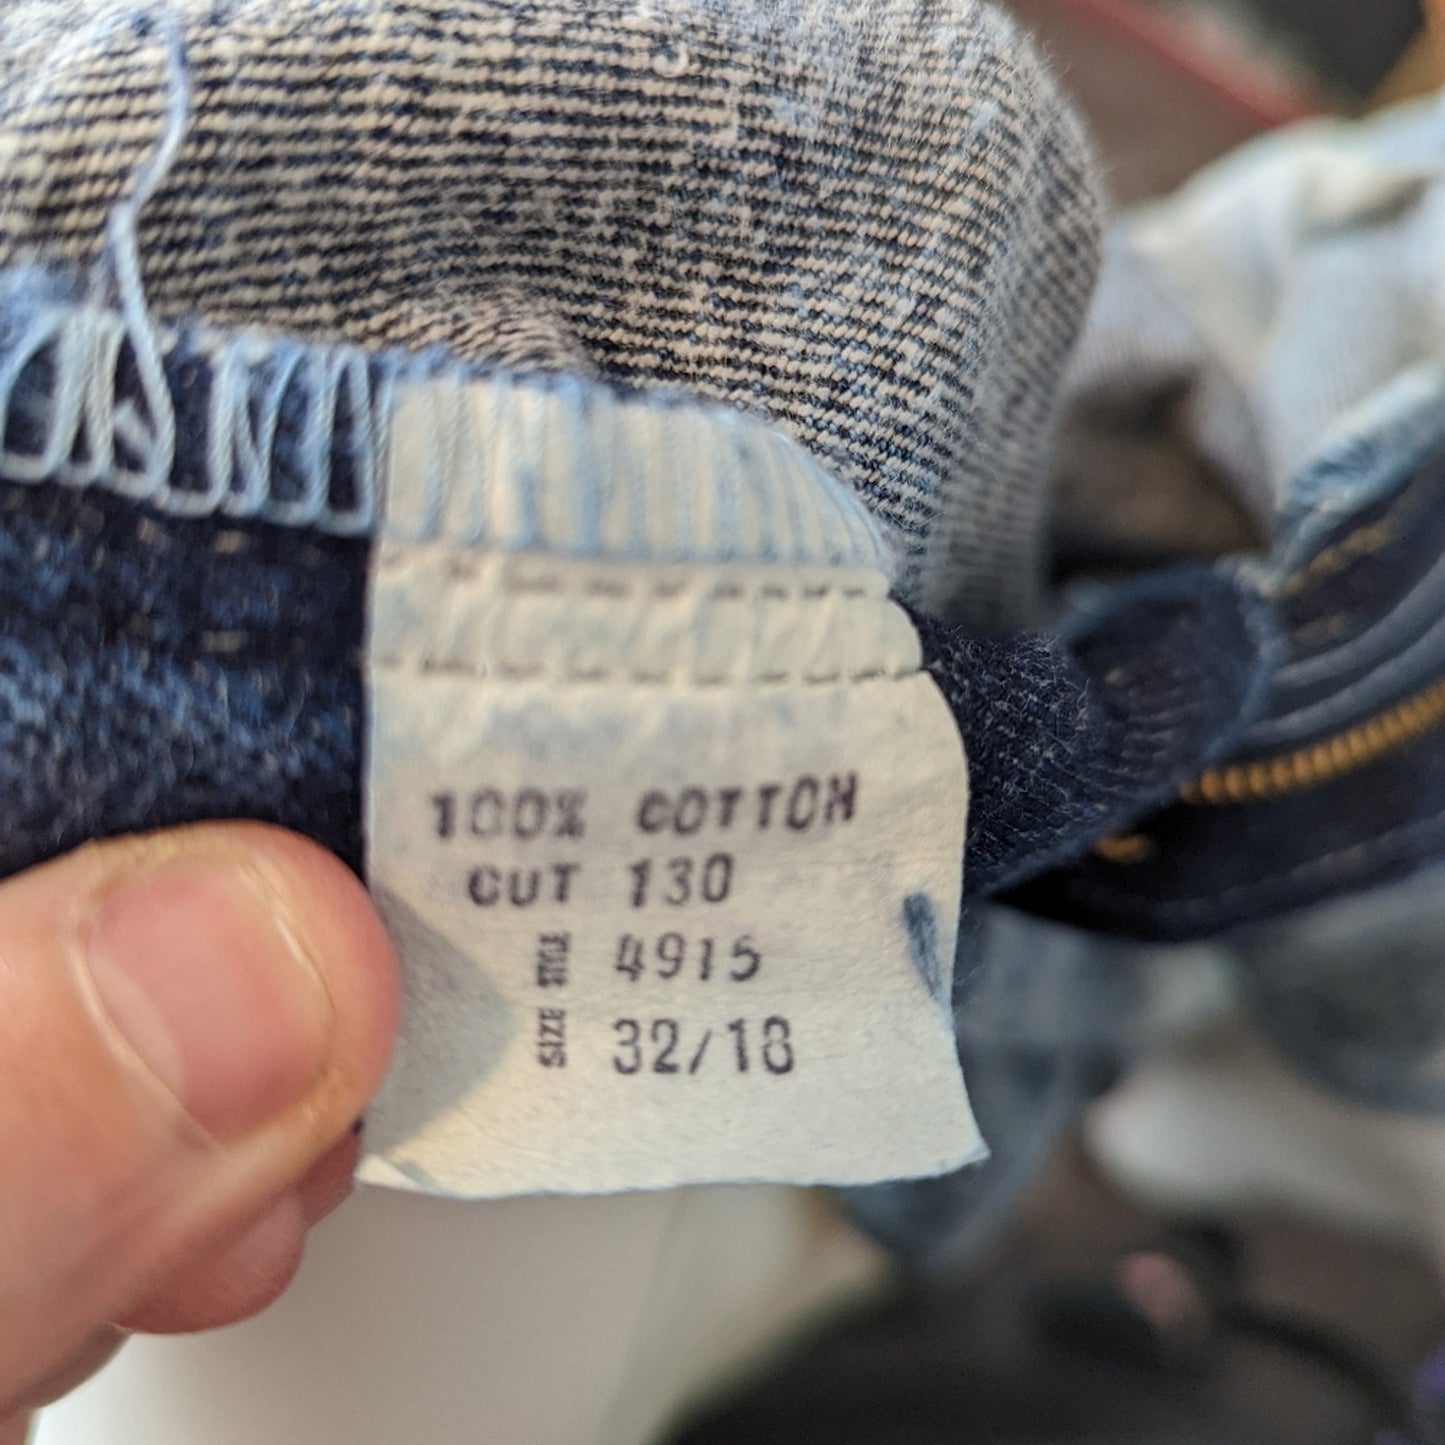 100% COTTON
CUT 130
STYLE 4915
SIZE 32/18